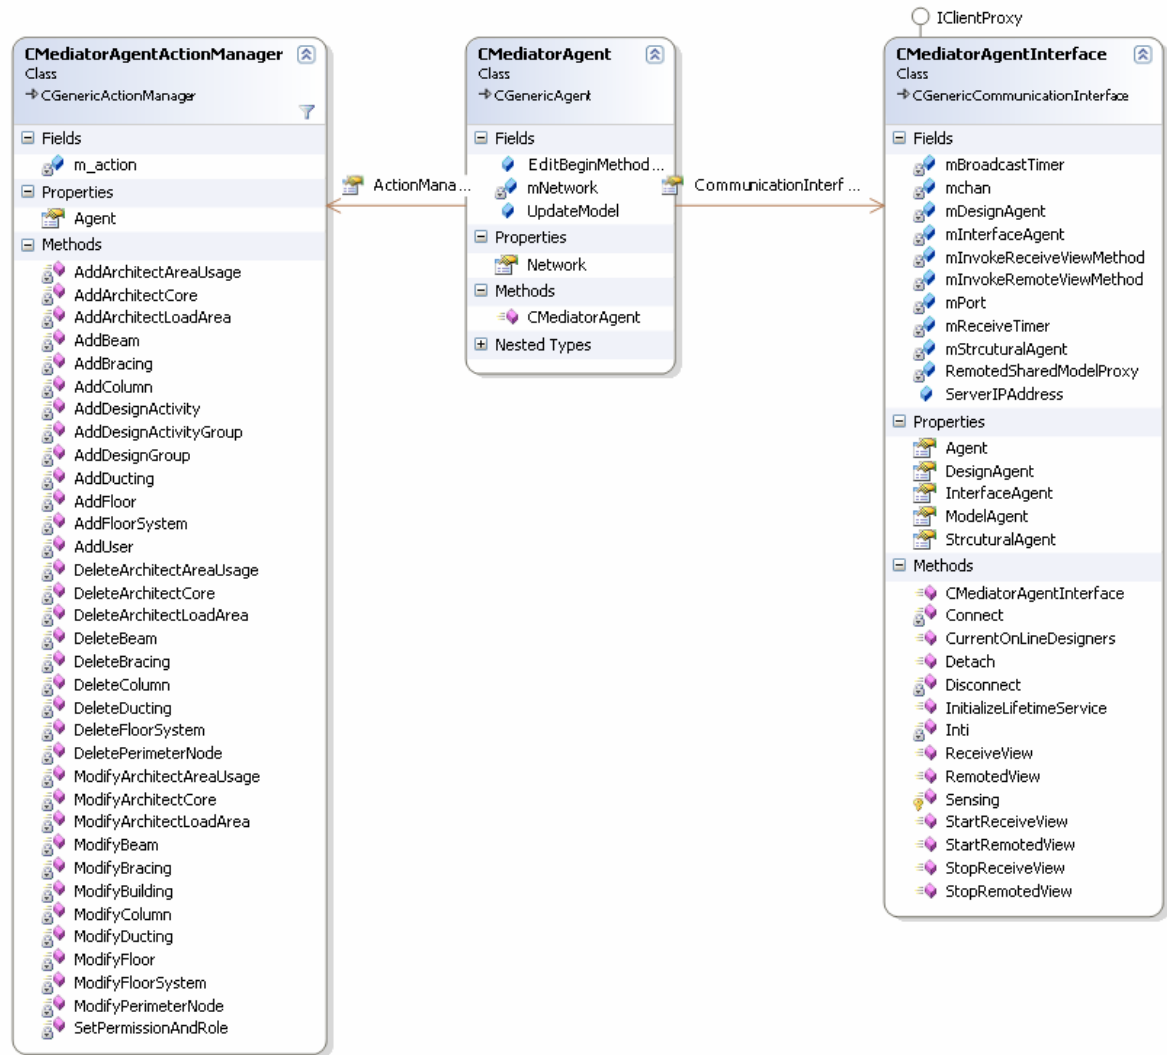 CMediatorAgentActionManager
Class
CGenericActionManager
Fields
m_action
Properties
Agent
Methods
AddArchitectAreaUsage
AddArchitectCore
AddArchitectLoadArea
AddBeam
AddBracing
AddColumn
AddDesignActivity
AddDesignActivityGroup
AddDesignGroup
AddDucting
AddFloor
AddFloorSystem
AddUser
DeleteArchitectAreaUsage
DeleteArchitectCore
DeleteArchitectLoadArea
DeleteBeam
DeleteBracing
DeleteColumn
DeleteDucting
DeleteFloorSystem
DeletePerimeterNode
ModifyArchitectAreaUsage
ModifyArchitectCore
ModifyArchitectLoadArea
ModifyBeam
ModifyBracing
ModifyBuilding
ModifyColumn
ModifyDucting
ModifyFloor
ModifyFloorSystem
ModifyPerimeterNode
SetPermissionAndRole
ActionMana...
CMediatorAgent
Class
CGenericAgent
Fields
EditBeginMethod...
mNetwork
UpdateModel
Properties
Network
Methods
CMediatorAgent
Nested Types
CommunicationInterf...
IClientProxy
CMediatorAgentInterface
Class
CGenericCommunicationInterface
Fields
mBroadcastTimer
mchan
mDesignAgent
mInterfaceAgent
mInvokeReceiveViewMethod
mInvokeRemoteViewMethod
mPort
mReceiveTimer
mStrcuturalAgent
RemotedSharedModelProxy
ServerIPAddress
Properties
Agent
DesignAgent
InterfaceAgent
ModelAgent
StrcuturalAgent
Methods
CMediatorAgentInterface
Connect
CurrentOnLineDesigners
Detach
Disconnect
InitializeLifetimeService
Inti
ReceiveView
RemotedView
Sensing
StartReceiveView
StartRemotedView
StopReceiveView
StopRemotedView